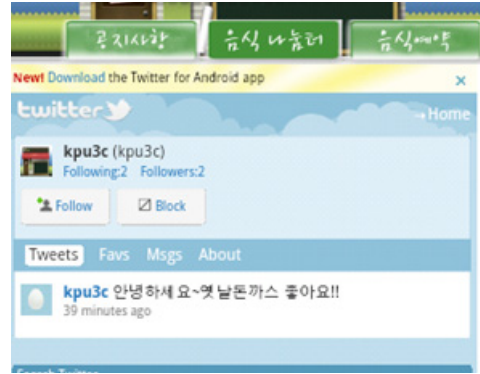 공지사항 음식 나눔터 음식예약
New! Download the Twitter for Android app ×
twitter →Home
kpu3c (kpu3c)
Following:2 Followers:2
Follow Block
Tweets Favs Msgs About
kpu3c 안녕하세요~옛날돈까스 좋아요!!
39 minutes ago
Search Twitter